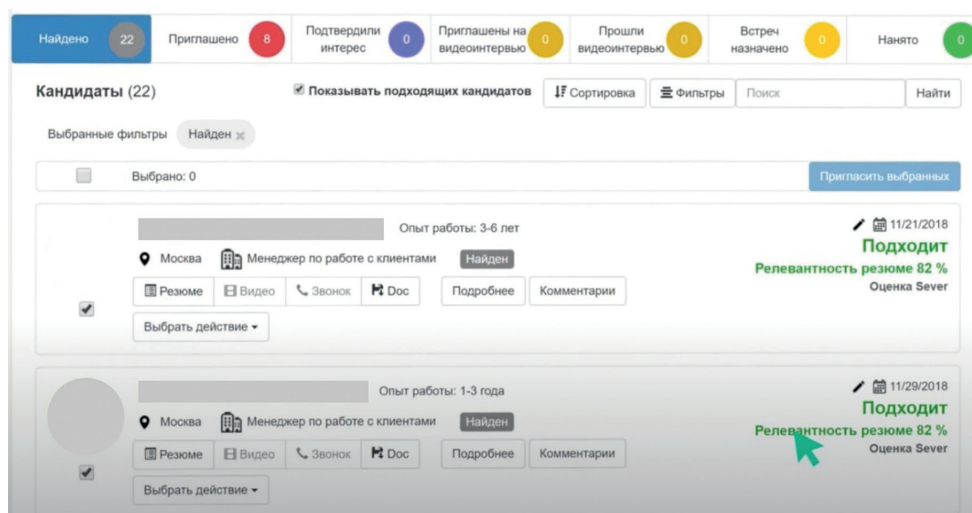 Найдено 22 Приглашено 8 Подтвердили интерес 0 Приглашены на видеоинтервью 0 Прошли видеоинтервью 0 Встреч назначено 0 Нанято 0
Кандидаты (22) Показывать подходящих кандидатов Сортировка Фильтры Поиск Найти
Выбранные фильтры Найден ×
Выбрано: 0 Пригласить выбранных
Опыт работы: 3-6 лет 11/21/2018
Подходит
Москва Менеджер по работе с клиентами Найден Релевантность резюме 82 %
Резюме Видео Звонок Doc Подробнее Комментарии Оценка Sever
Выбрать действие
Опыт работы: 1-3 года 11/29/2018
Подходит
Москва Менеджер по работе с клиентами Найден Релевантность резюме 82 %
Резюме Видео Звонок Doc Подробнее Комментарии Оценка Sever
Выбрать действие